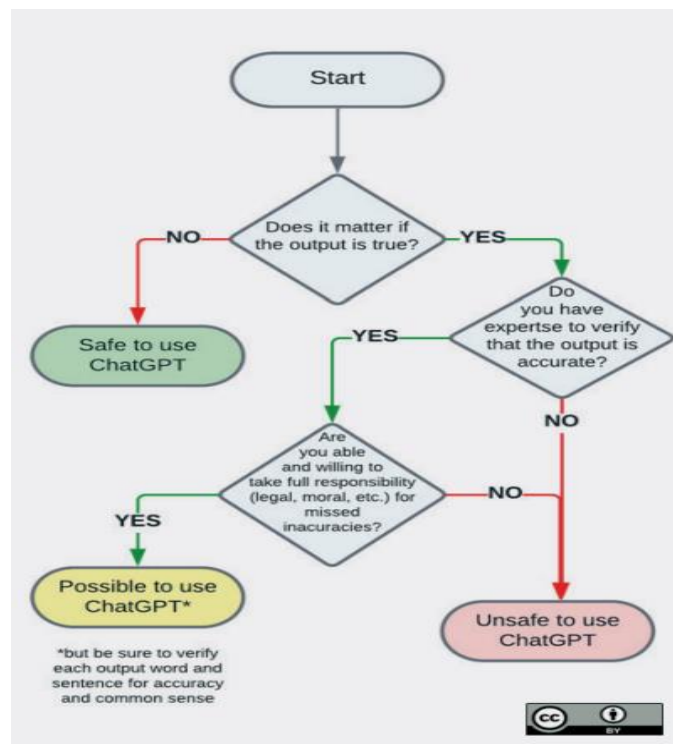 Start
Does it matter if
the output is true?
NO
YES
Safe to use
ChatGPT
Do
you have
expertse to verify
that the output is
accurate?
YES
NO
Are
you able
and willing to
take full responsibility
(legal, moral, etc.) for
missed
inacuracies?
NO
YES
Possible to use
ChatGPT*
Unsafe to use
ChatGPT
*but be sure to verify
each output word and
sentence for accuracy
and common sense
cc
BY